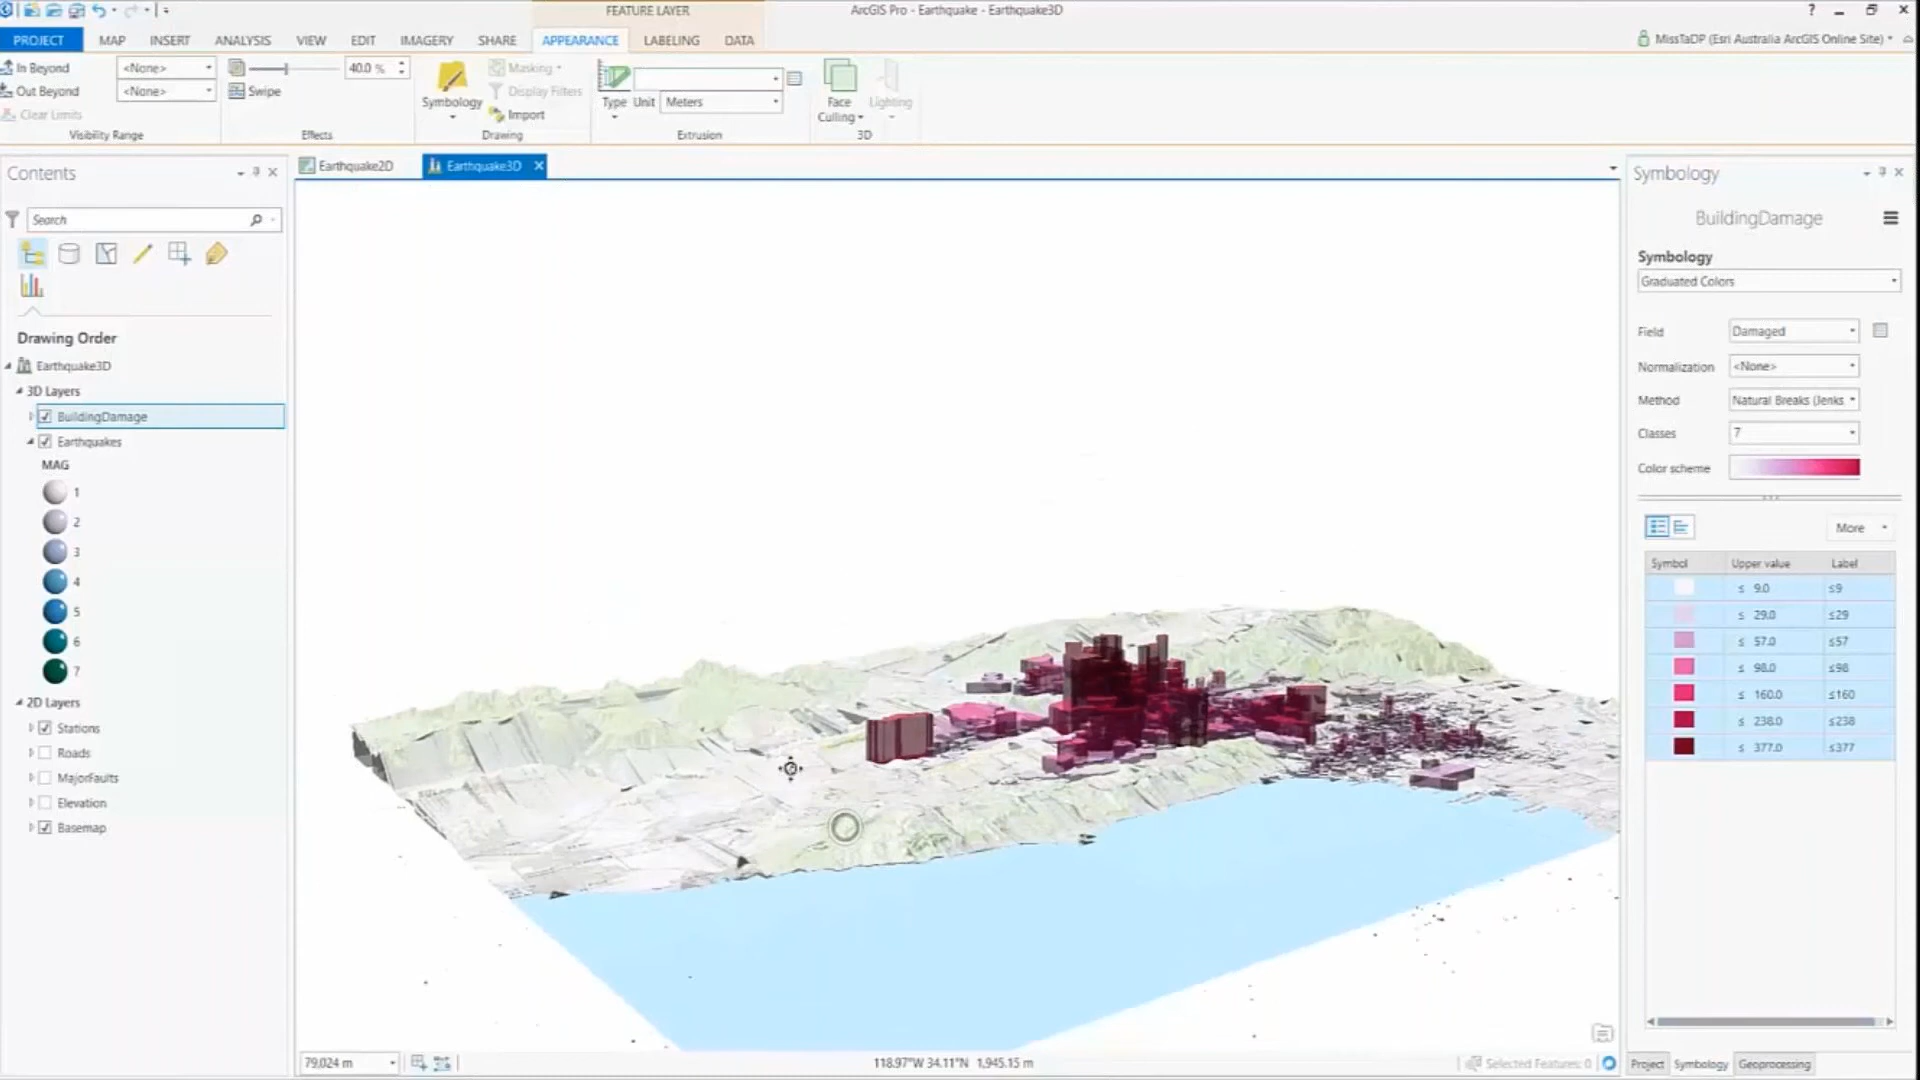 FEATURE LAYER
ArcGIS Pro - Earthquake - Earthquake3D
?
PROJECT MAP INSERT ANALYSIS VIEW EDIT IMAGERY SHARE APPEARANCE LABELING DATA
MissTaDP (Esri Australia ArcGIS Online Site)
In Beyond <None>
Out Beyond <None>
Clear Limits
Visibility Range
40.0 %
Swipe
Effects
Symbology
Masking
Display Filters
Import
Drawing
Type Unit Meters
Extrusion
Face Culling
Lighting
3D
Contents
Search
Drawing Order
Earthquake3D
3D Layers
BuildingDamage
Earthquakes
MAG
1
2
3
4
5
6
7
2D Layers
Stations
Roads
MajorFaults
Elevation
Basemap
Earthquake2D Earthquake3D
79,024 m
118.97°W 34.11°N 1,945.15 m
Selected Features: 0
Symbology
BuildingDamage
Symbology
Graduated Colors
Field Damaged
Normalization <None>
Method Natural Breaks (Jenks
Classes 7
Color scheme
More
Symbol Upper value Label
≤ 9.0 ≤9
≤ 29.0 ≤29
≤ 57.0 ≤57
≤ 98.0 ≤98
≤ 160.0 ≤160
≤ 238.0 ≤238
≤ 377.0 ≤377
Project Symbology Geoprocessing